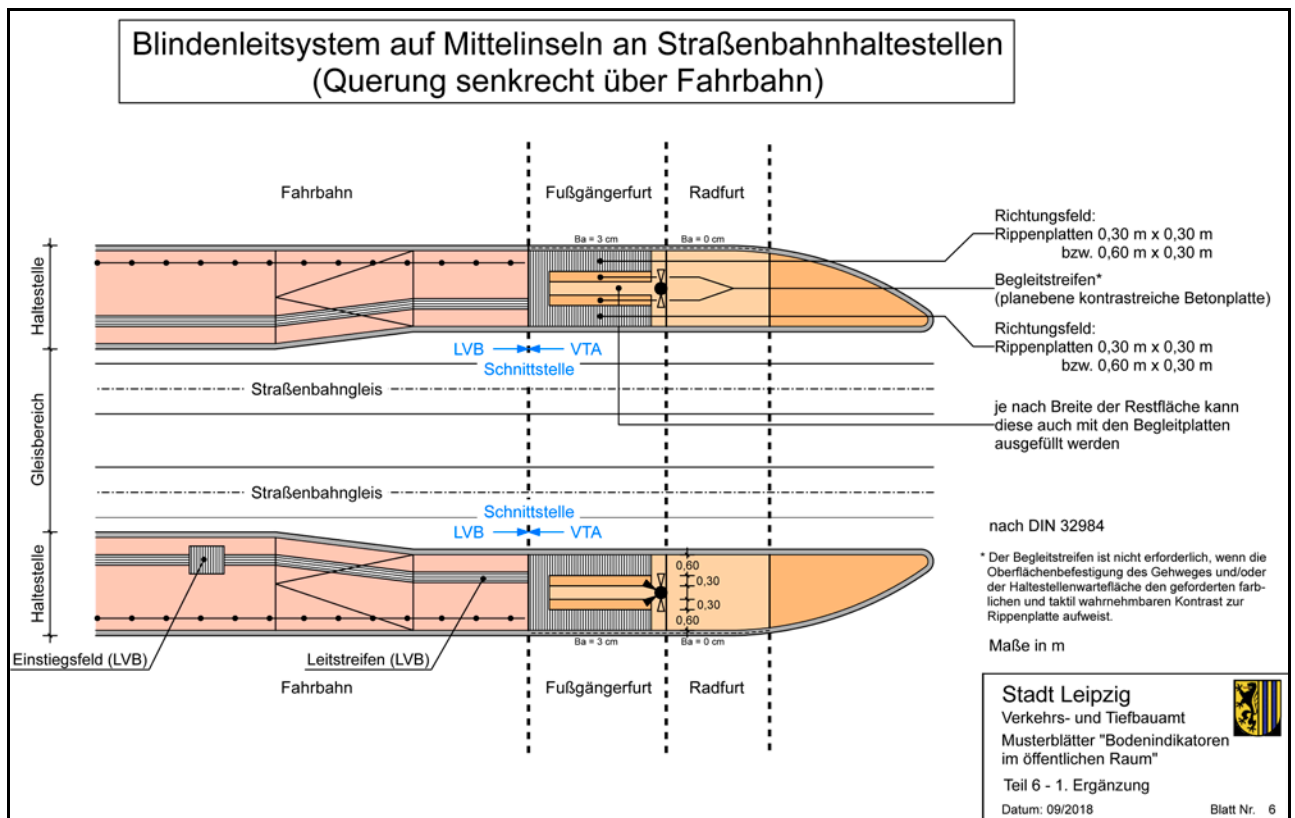 Blindenleitsystem auf Mittelinseln an Straßenbahnhaltestellen
(Querung senkrecht über Fahrbahn)
Fahrbahn
Fußgängerfurt
Radfurt
Ba = 3 cm
Ba = 0 cm
Haltestelle
Richtungsfeld:
Rippenplatten 0,30 m x 0,30 m
bzw. 0,60 m x 0,30 m
Begleitstreifen*
(planebene kontrastreiche Betonplatte)
Richtungsfeld:
Rippenplatten 0,30 m x 0,30 m
bzw. 0,60 m x 0,30 m
LVB
VTA
Schnittstelle
Straßenbahngleis
je nach Breite der Restfläche kann
diese auch mit den Begleitplatten
ausgefüllt werden
Gleisbereich
Straßenbahngleis
Schnittstelle
LVB
VTA
Haltestelle
0,60
0,30
0,30
0,60
Ba = 3 cm
Ba = 0 cm
Einstiegsfeld (LVB)
Leitstreifen (LVB)
Fahrbahn
Fußgängerfurt
Radfurt
nach DIN 32984
* Der Begleitstreifen ist nicht erforderlich, wenn die
Oberflächenbefestigung des Gehweges und/oder
der Haltestellenwartefläche den geforderten farb-
lichen und taktil wahrnehmbaren Kontrast zur
Rippenplatte aufweist.
Maße in m
Stadt Leipzig
Verkehrs- und Tiefbauamt
Musterblätter "Bodenindikatoren
im öffentlichen Raum"
Teil 6 - 1. Ergänzung
Datum: 09/2018
Blatt Nr. 6